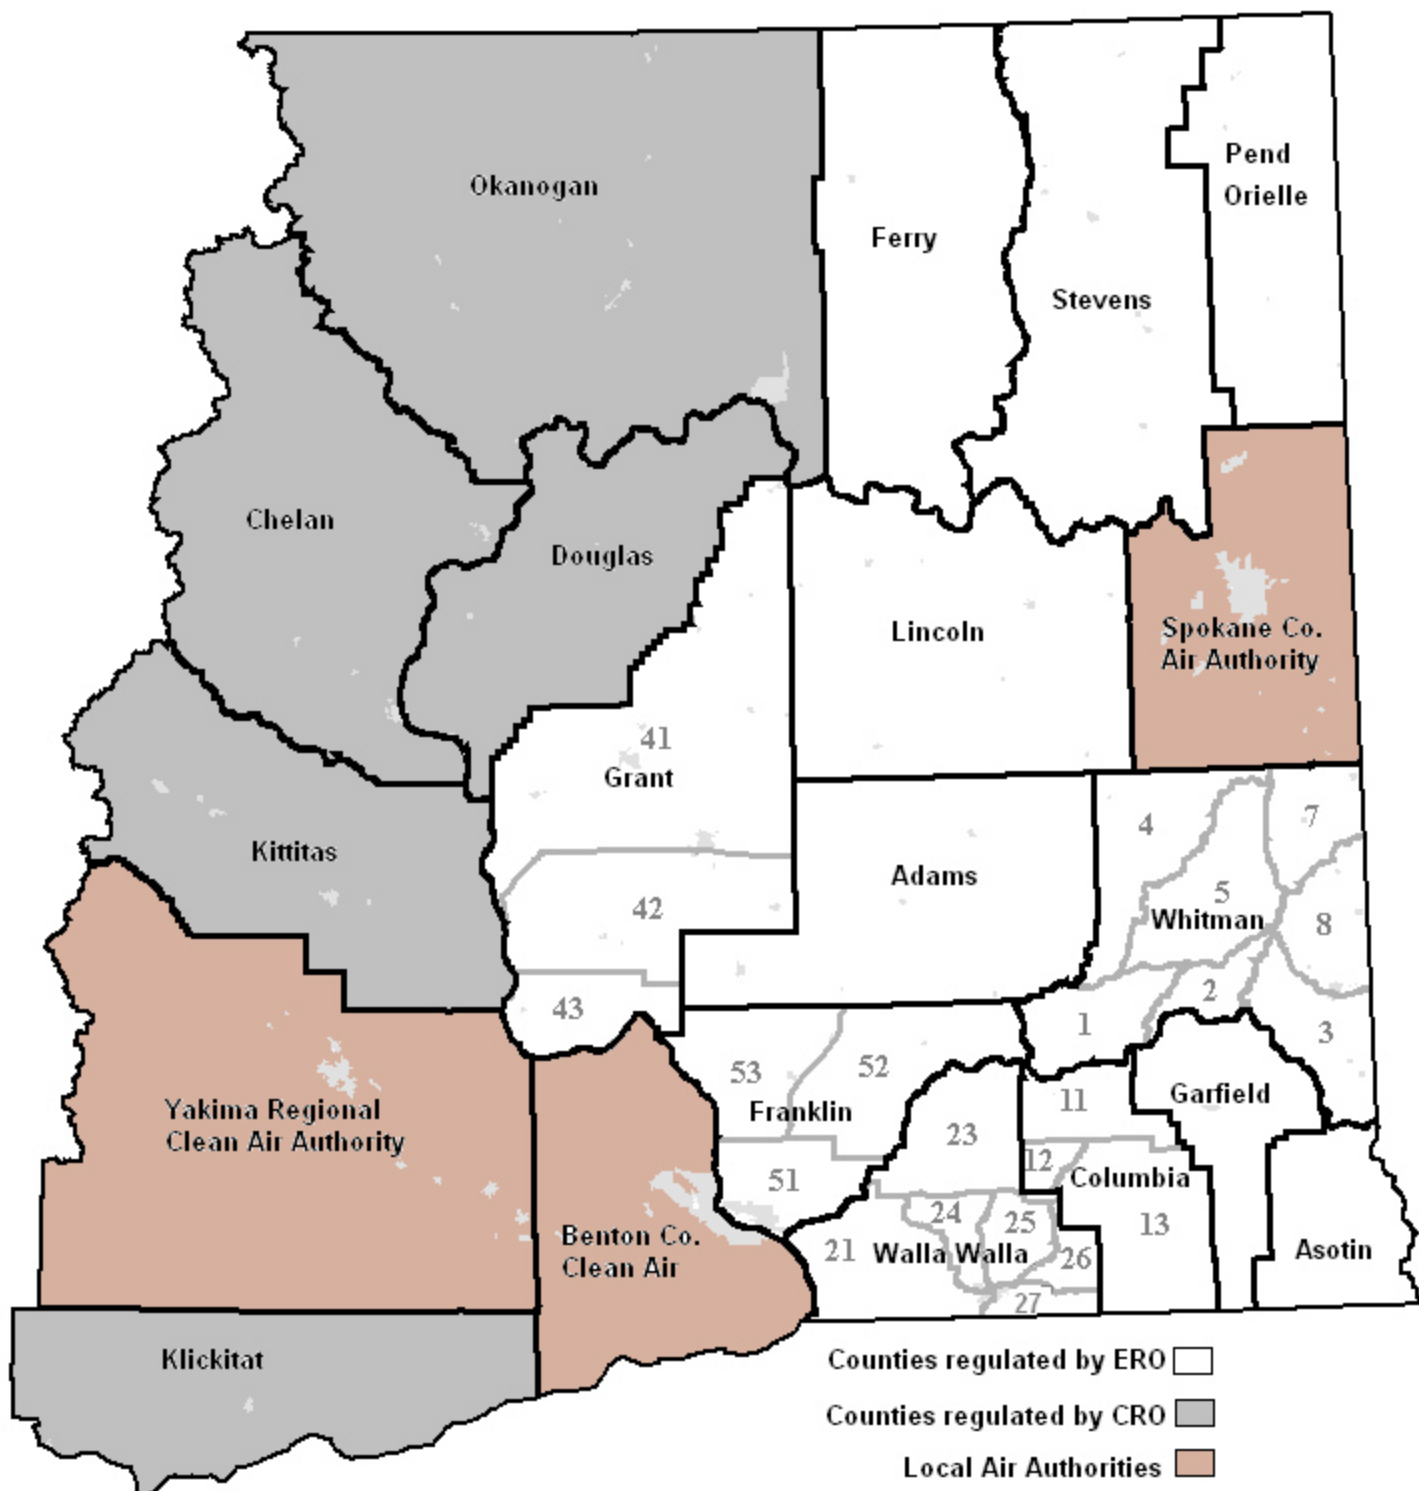 Okanogan
Pend
Orielle
Ferry
Stevens
Chelan
Douglas
Lincoln
Spokane Co.
Air Authority
41
Grant
4
7
Kittitas
Adams
5
Whitman
42
8
43
2
1
3
53
52
Franklin
11
Garfield
Yakima Regional
Clean Air Authority
23
12
Columbia
51
24
25
13
Benton Co.
Clean Air
21
Walla Walla
26
Asotin
27
Klickitat
Counties regulated by ERO
Counties regulated by CRO
Local Air Authorities